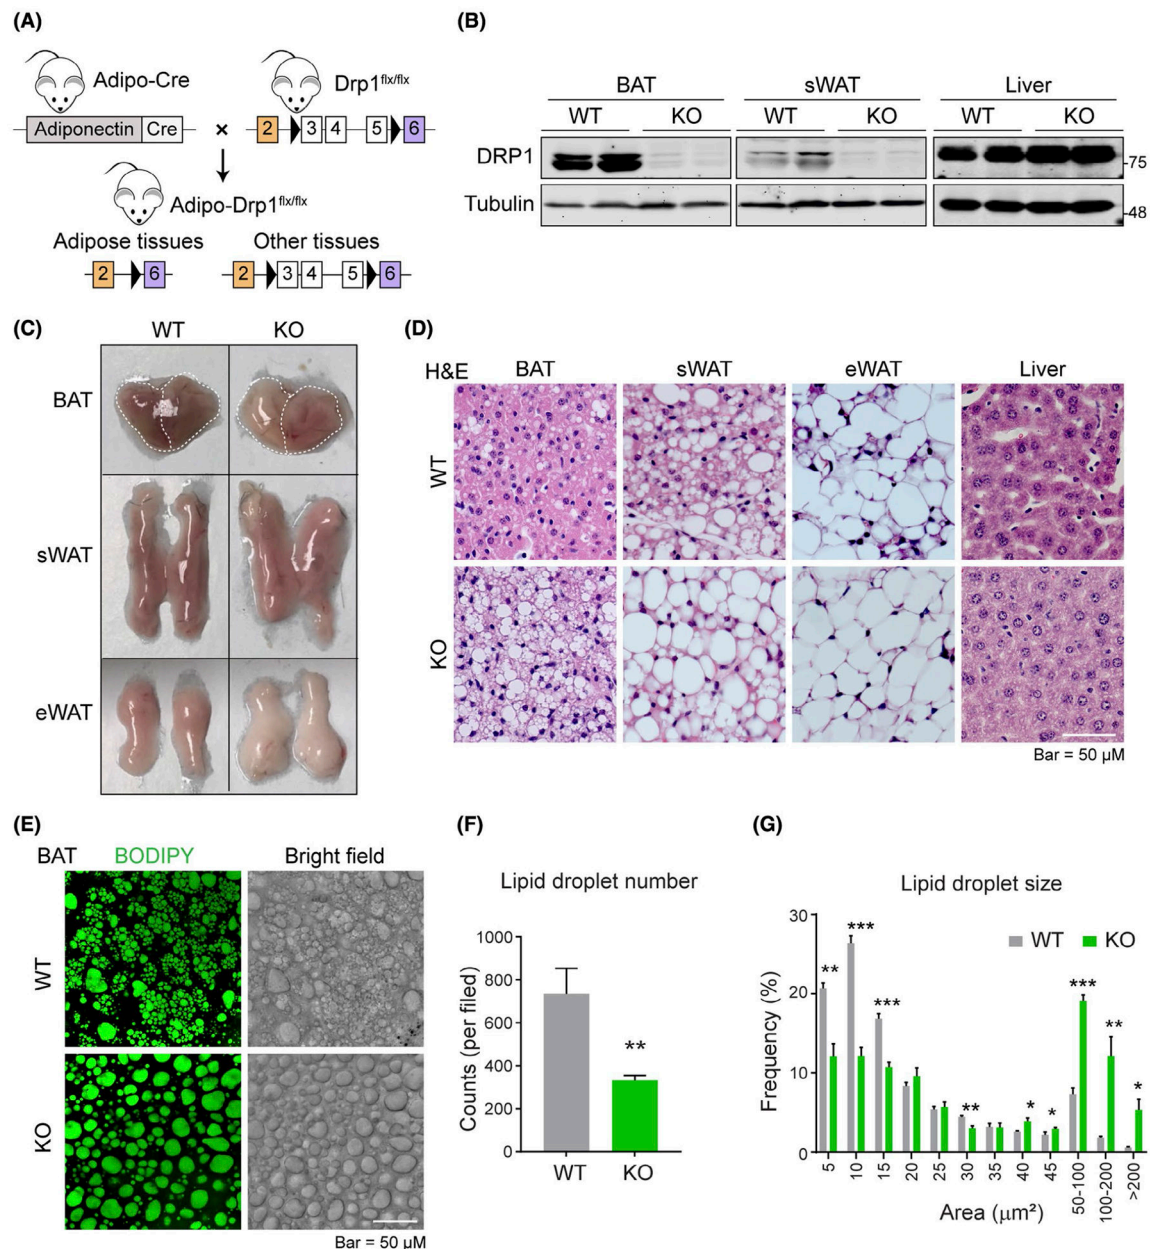 (A)
Adipo-Cre
Drp1flx/flx
Adiponectin Cre × 2 3 4 5 6
Adipo-Drp1flx/flx
Adipose tissues Other tissues
2 6 2 3 4 5 6
(B)
BAT sWAT Liver
WT KO WT KO WT KO
DRP1
-75
Tubulin
-48
(C)
WT KO
BAT
sWAT
eWAT
(D)
H&E BAT sWAT eWAT Liver
WT
KO
Bar = 50 μM
(E)
BAT BODIPY Bright field
WT
KO
Bar = 50 μM
(F)
Lipid droplet number
Counts (per filed)
1000
800
600
400
200
0
**
WT KO
(G)
Lipid droplet size
WT KO
Frequency (%)
30
20
10
0
** *** *** ** * * *** ** *
5 10 15 20 25 30 35 40 45 50-100 100-200 >200
Area (μm²)